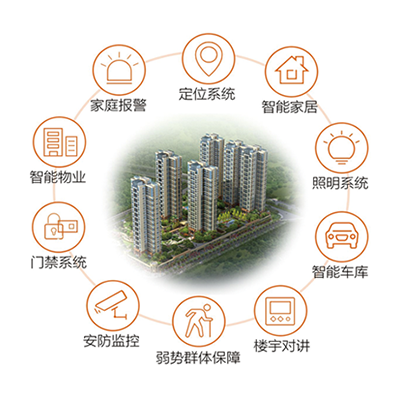 定位系统
家庭报警
智能家居
智能物业
照明系统
门禁系统
智能车库
安防监控
楼宇对讲
弱势群体保障